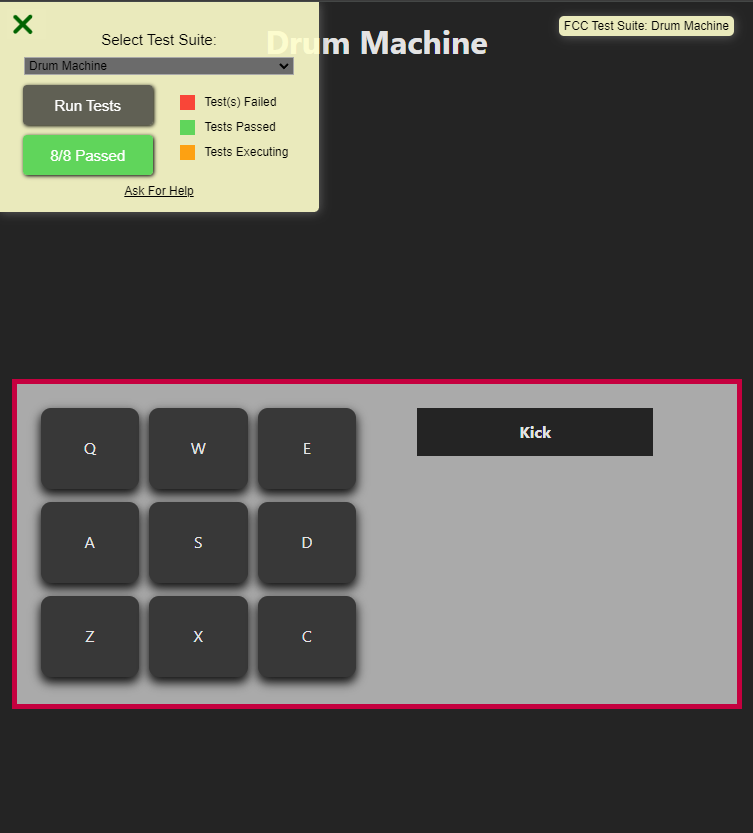 Select Test Suite:
Drum Machine
FCC Test Suite: Drum Machine
Drum Machine
Run Tests
Test(s) Failed
Tests Passed
8/8 Passed
Tests Executing
Ask For Help
Q W E
Kick
A S D
Z X C